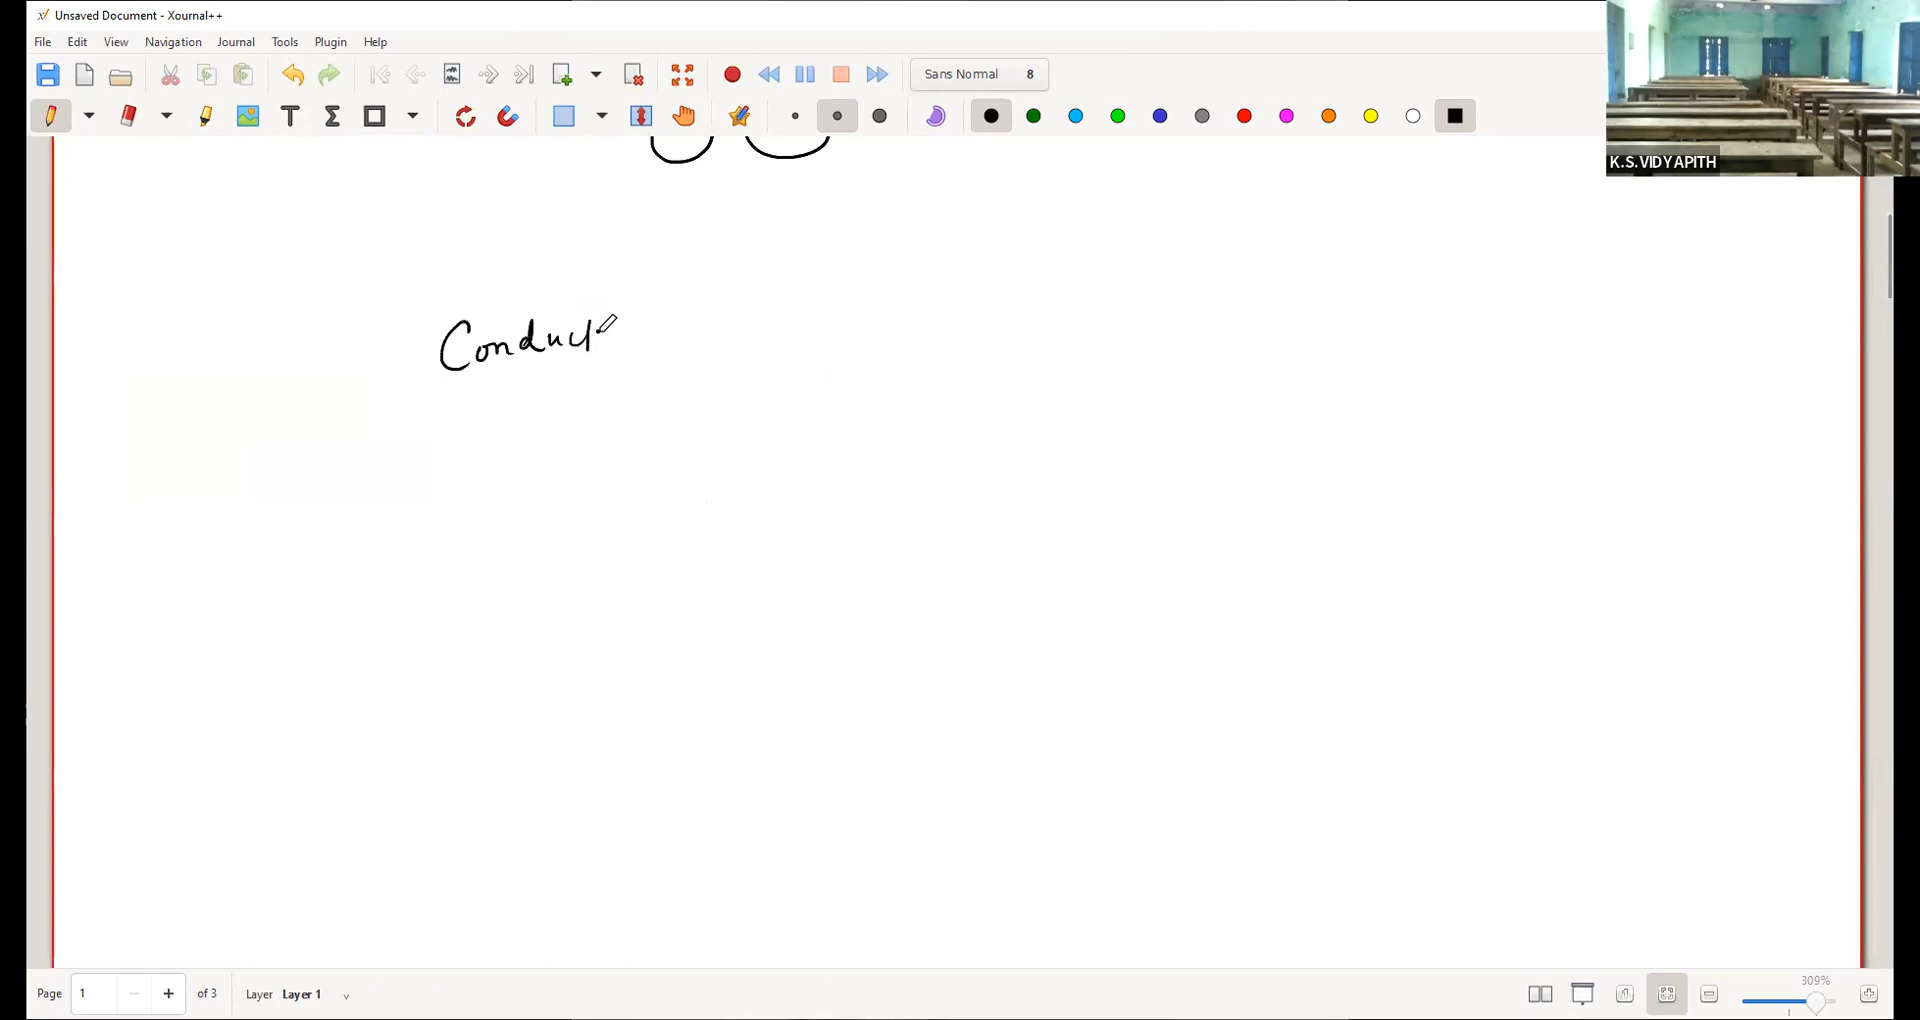 Unsaved Document - Xournal++
File Edit View Navigation Journal Tools Plugin Help
Sans Normal 8
K.S.VIDYAPITH
Conduct
Page 1 of 3 Layer Layer 1
309%